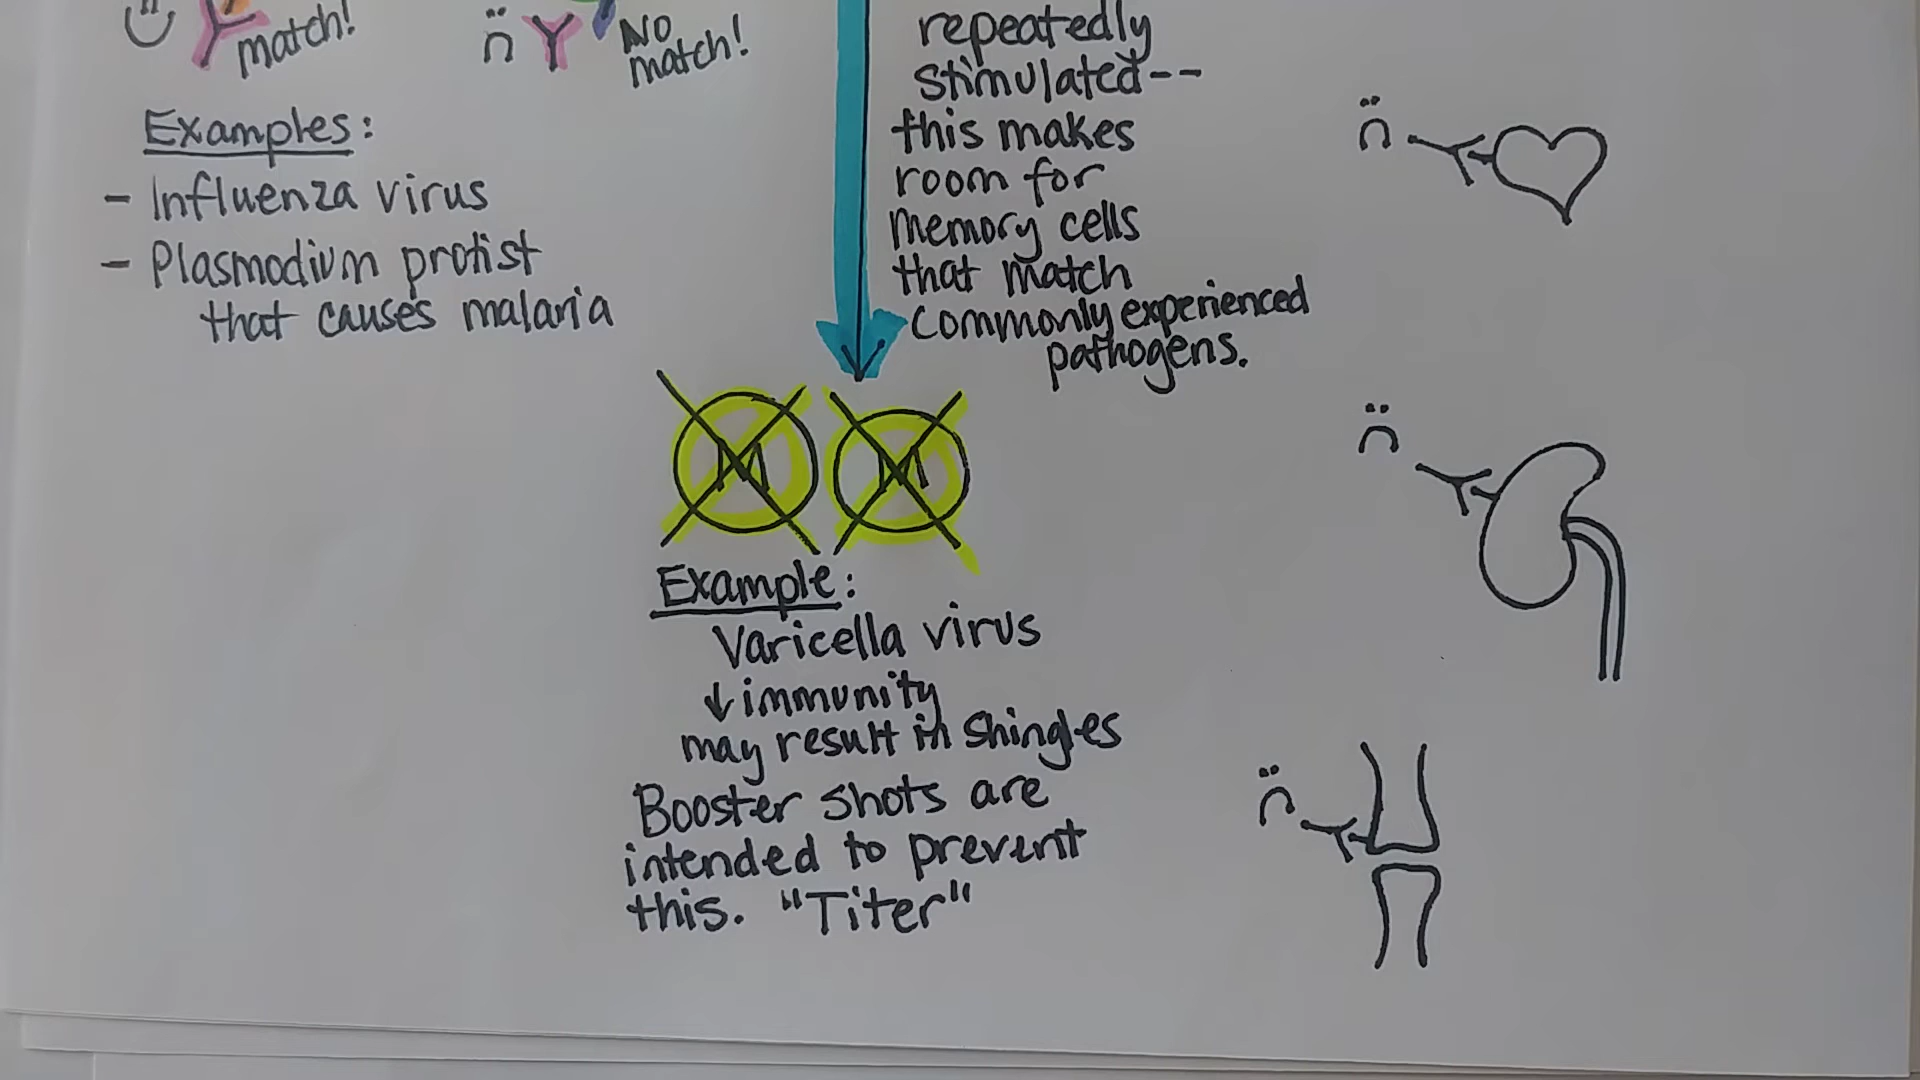 match!
NO
match!
Examples:
- Influenza virus
- Plasmodium protist
that causes malaria
repeatedly
stimulated--
this makes
room for
memory cells
that match
commonly experienced
pathogens.
M M
Example:
Varicella virus
↓immunity
may result in shingles
Booster shots are
intended to prevent
this. "Titer"